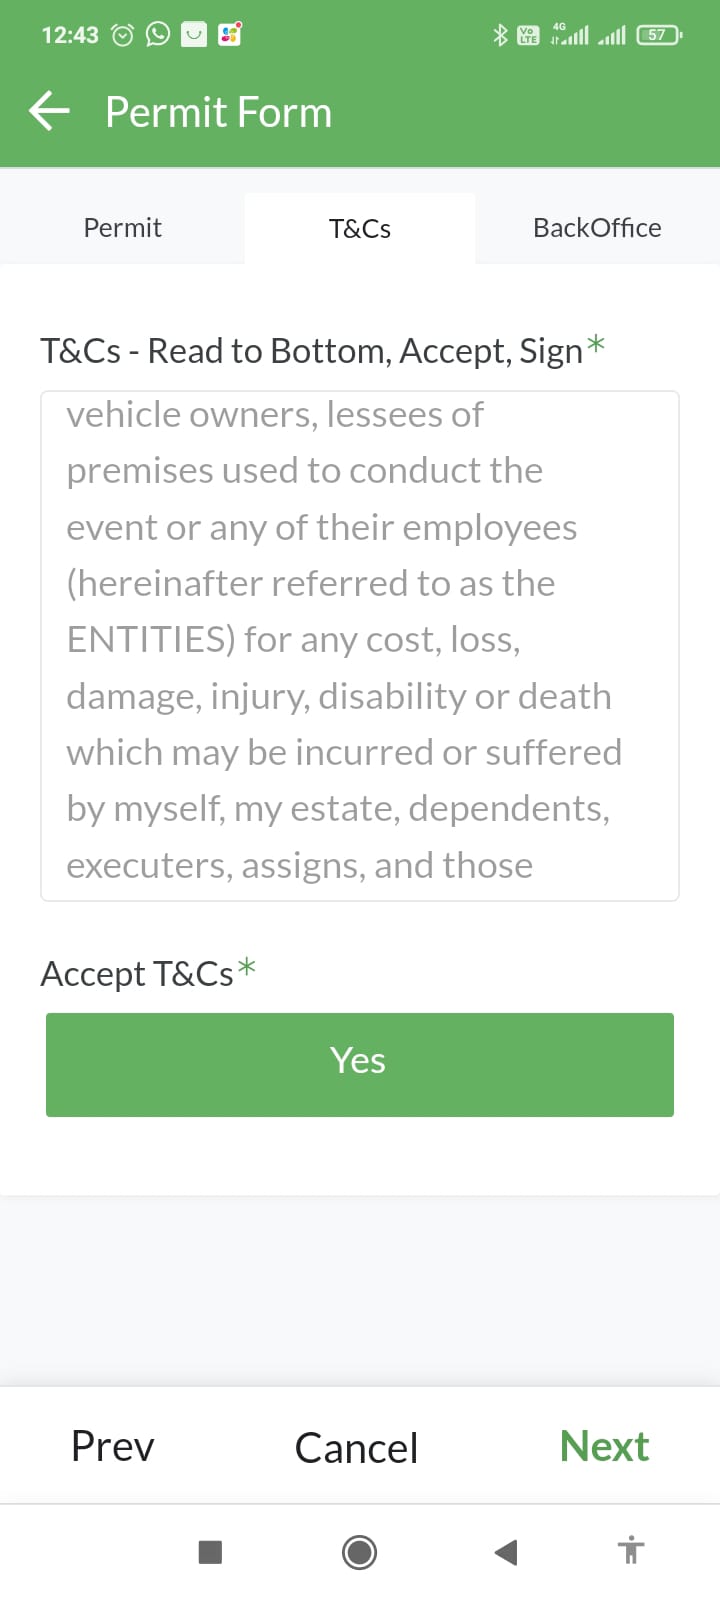 12:43
Vo LTE 4G 57
Permit Form
Permit T&Cs BackOffice
T&Cs - Read to Bottom, Accept, Sign*
vehicle owners, lessees of
premises used to conduct the
event or any of their employees
(hereinafter referred to as the
ENTITIES) for any cost, loss,
damage, injury, disability or death
which may be incurred or suffered
by myself, my estate, dependents,
executers, assigns, and those
Accept T&Cs*
Yes
Prev Cancel Next